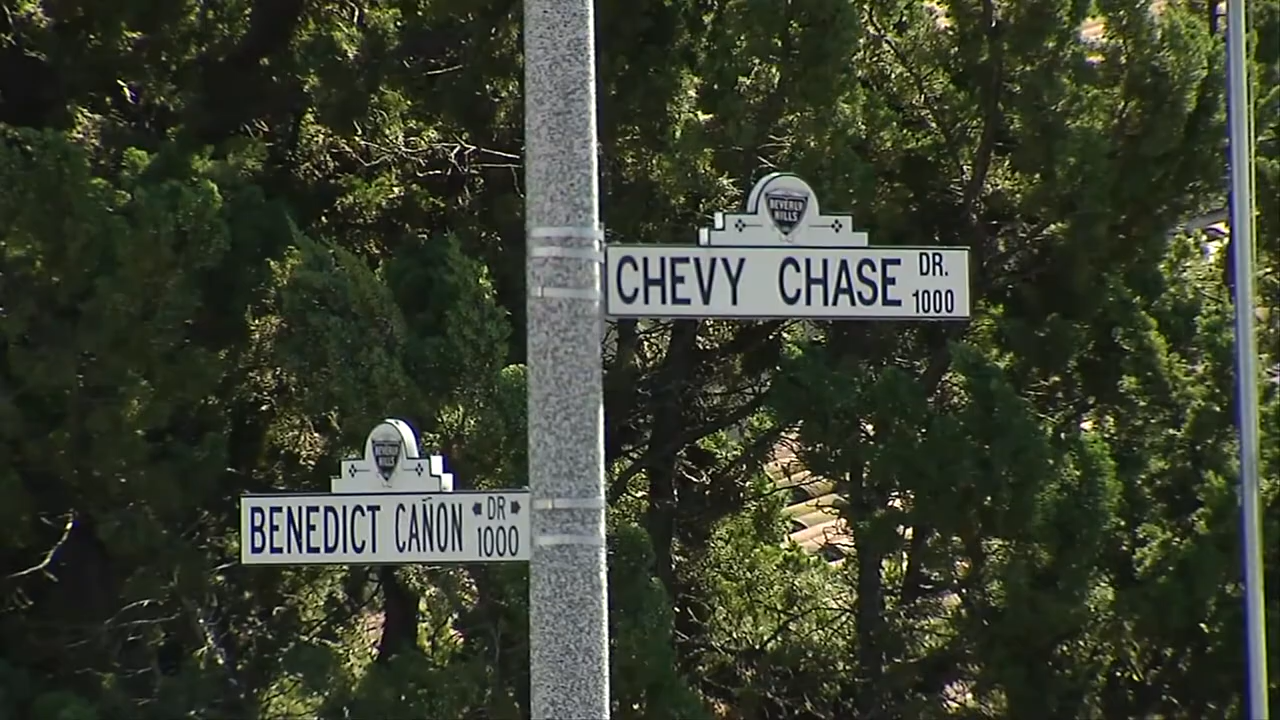 BEVERLY
HILLS
CHEVY CHASE DR.
1000
BEVERLY
HILLS
BENEDICT CAÑON DR
1000